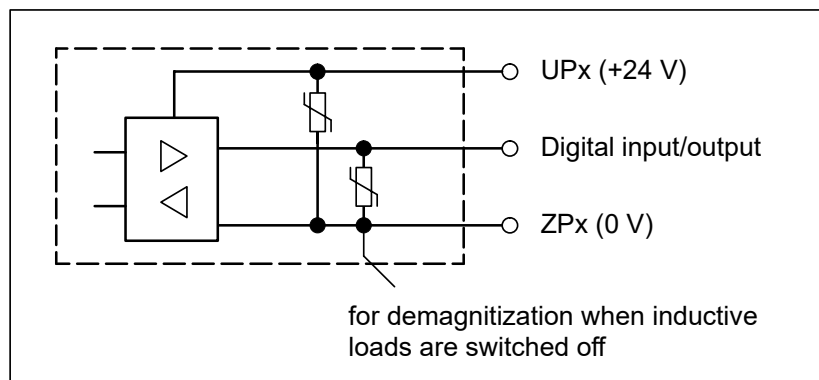 UPx (+24 V)
Digital input/output
ZPx (0 V)
for demagnitization when inductive
loads are switched off